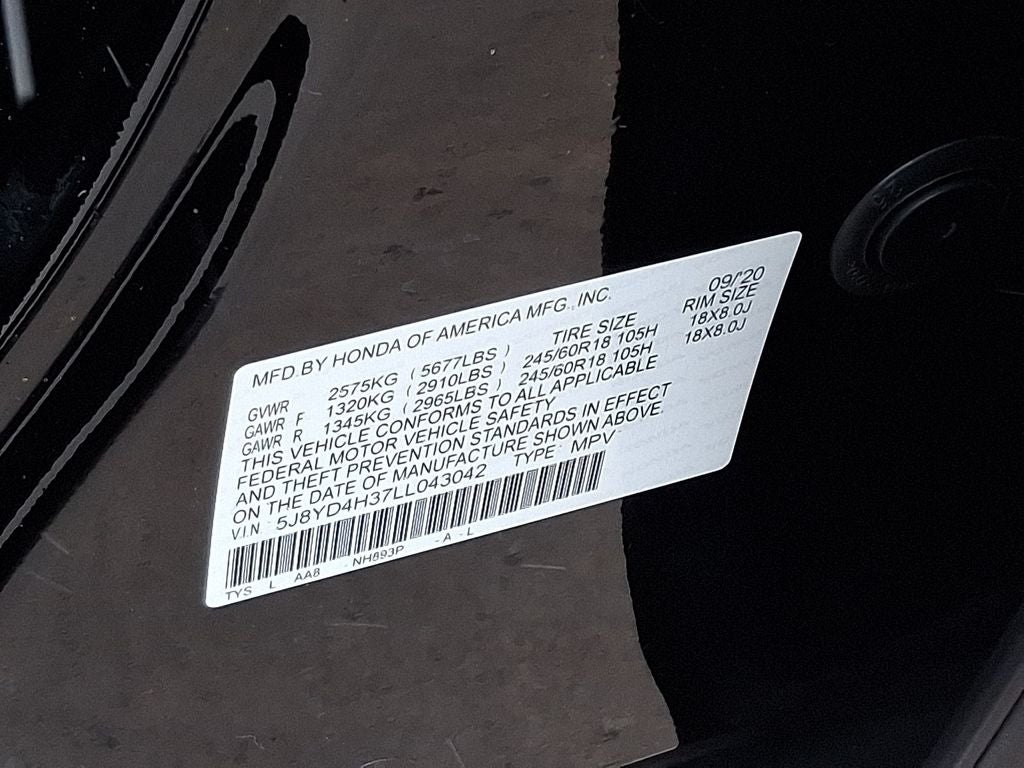 MFD.BY HONDA OF AMERICA MFG.,INC. 09/'20
GVWR 2575KG ( 5677LBS ) TIRE SIZE RIM SIZE
GAWR F 1320KG ( 2910LBS ) 245/60R18 105H 18X8.0J
GAWR R 1345KG ( 2965LBS ) 245/60R18 105H 18X8.0J
THIS VEHICLE CONFORMS TO ALL APPLICABLE
FEDERAL MOTOR VEHICLE SAFETY
AND THEFT PREVENTION STANDARDS IN EFFECT
ON THE DATE OF MANUFACTURE SHOWN ABOVE.
V.I.N. 5J8YD4H37LL043042 TYPE MPV
TYS L AA8 - NH893P - A - L